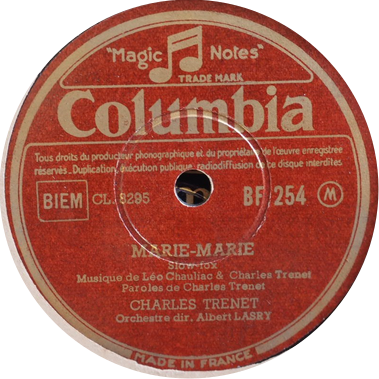 "Magic Notes"
TRADE MARK
Columbia
Tous droits du producteur phonographique et du propriétaire de l'œuvre enregistrée
réservés - Duplication, exécution publique, radiodiffusion de ce disque interdites
BIEM CL. 8295 BF 254 M
MARIE-MARIE
Slow-fox
Musique de Léo Chauliac & Charles Trenet
Paroles de Charles Trenet
CHARLES TRENET
Orchestre dir. Albert LASRY
MADE IN FRANCE